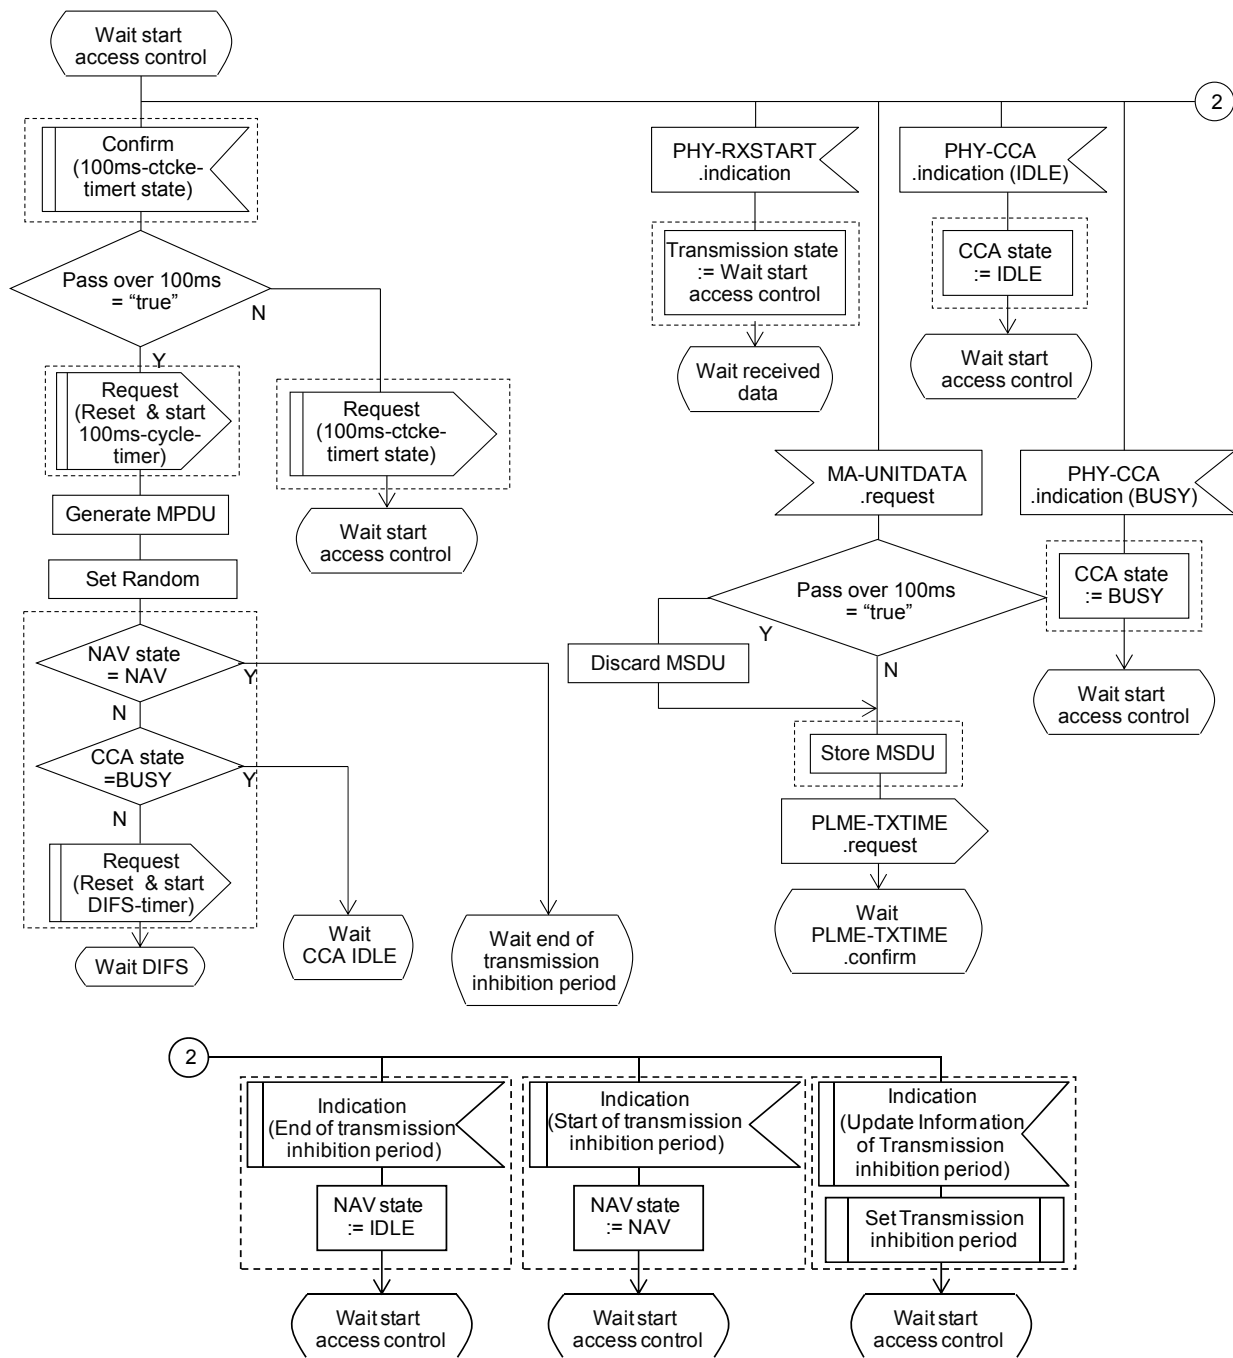 Wait start
access control
2
Confirm
(100ms-ctcke-
timert state)
PHY-RXSTART
.indication
PHY-CCA
.indication (IDLE)
Transmission state
:= Wait start
access control
CCA state
:= IDLE
Pass over 100ms
= “true”
N
Y
Wait received
data
Wait start
access control
Request
(Reset & start
100ms-cycle-
timer)
Request
(100ms-ctcke-
timert state)
MA-UNITDATA
.request
PHY-CCA
.indication (BUSY)
Generate MPDU
Wait start
access control
Set Random
Pass over 100ms
= “true”
Y
N
CCA state
:= BUSY
NAV state
= NAV
Y
N
Discard MSDU
Wait start
access control
Store MSDU
CCA state
=BUSY
Y
N
PLME-TXTIME
.request
Request
(Reset & start
DIFS-timer)
Wait DIFS
Wait
CCA IDLE
Wait end of
transmission
inhibition period
Wait
PLME-TXTIME
.confirm
2
Indication
(End of transmission
inhibition period)
Indication
(Start of transmission
inhibition period)
Indication
(Update Information
of Transmission
inhibition period)
NAV state
:= IDLE
NAV state
:= NAV
Set Transmission
inhibition period
Wait start
access control
Wait start
access control
Wait start
access control